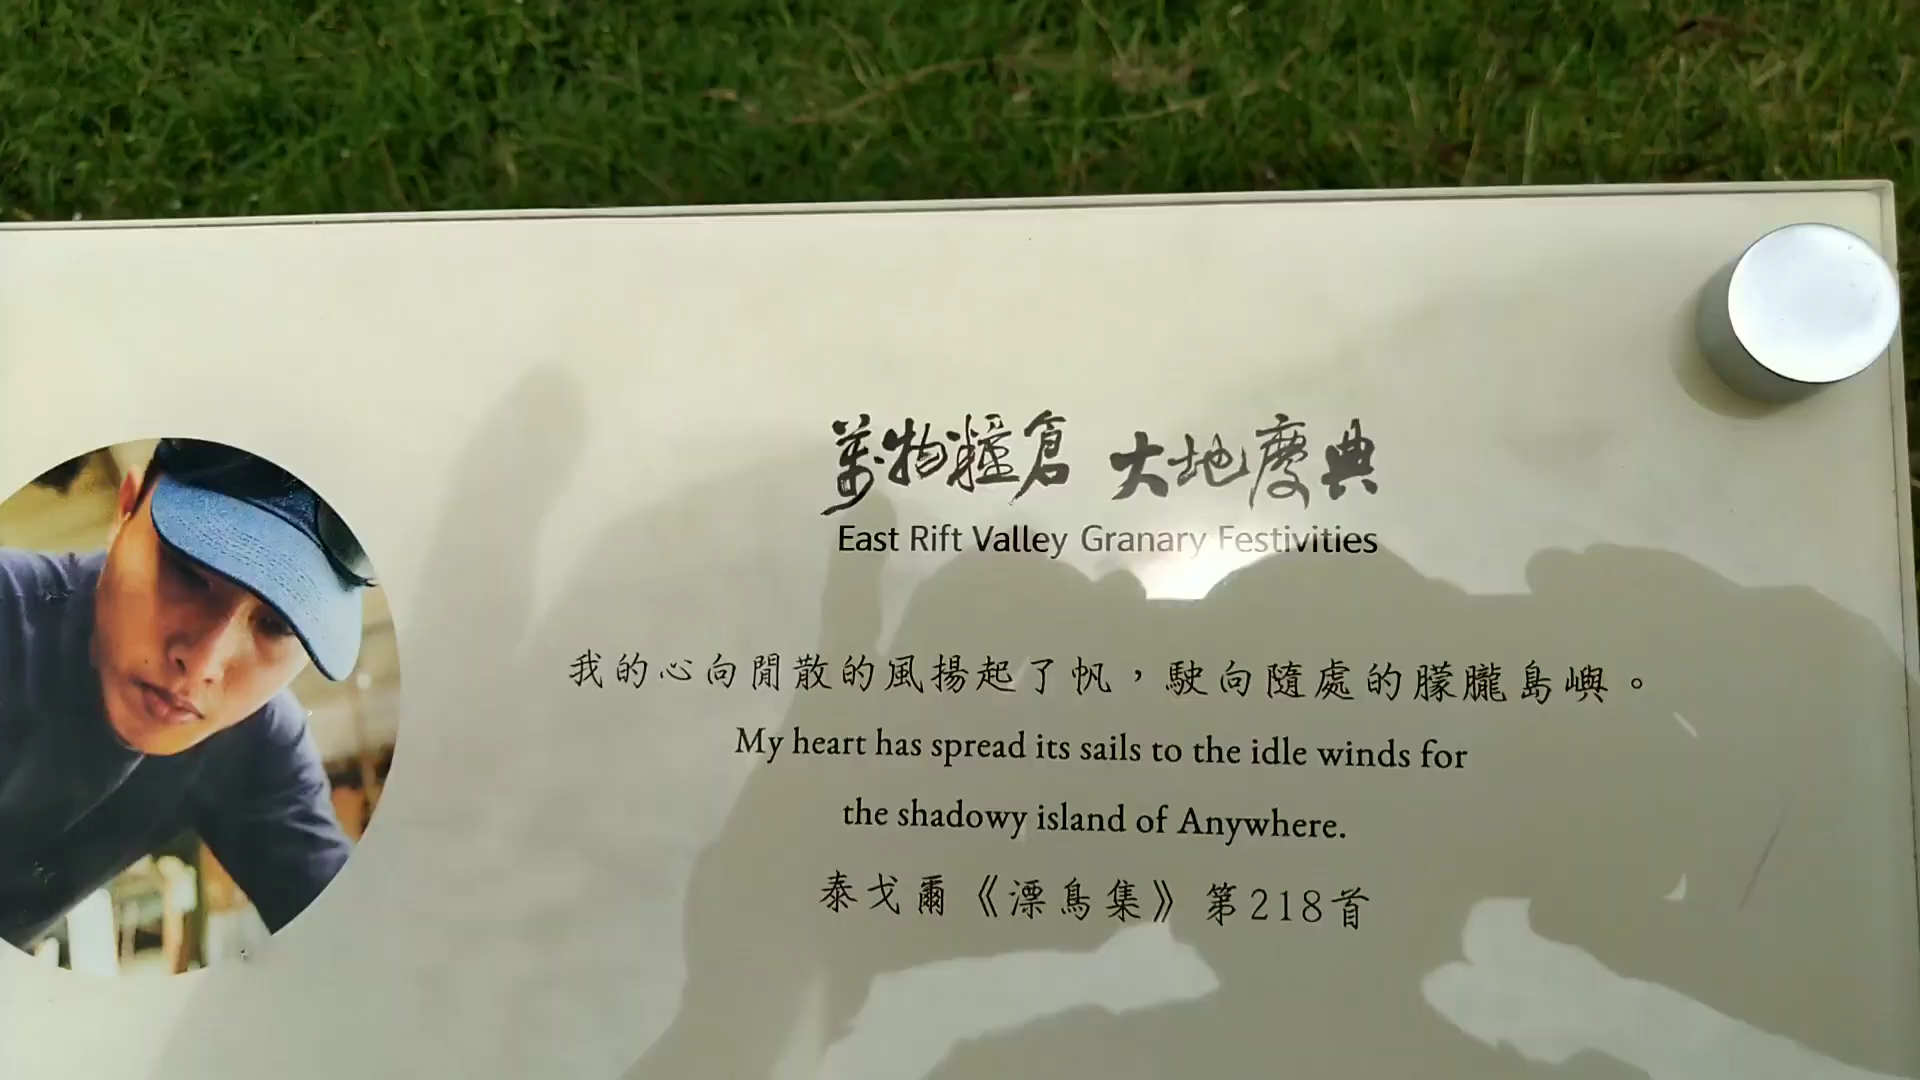 萬物糧倉 大地慶典
East Rift Valley Granary Festivities
我的心向閒散的風揚起了帆，駛向隨處的朦朧島嶼。
My heart has spread its sails to the idle winds for
the shadowy island of Anywhere.
泰戈爾《漂鳥集》第218首